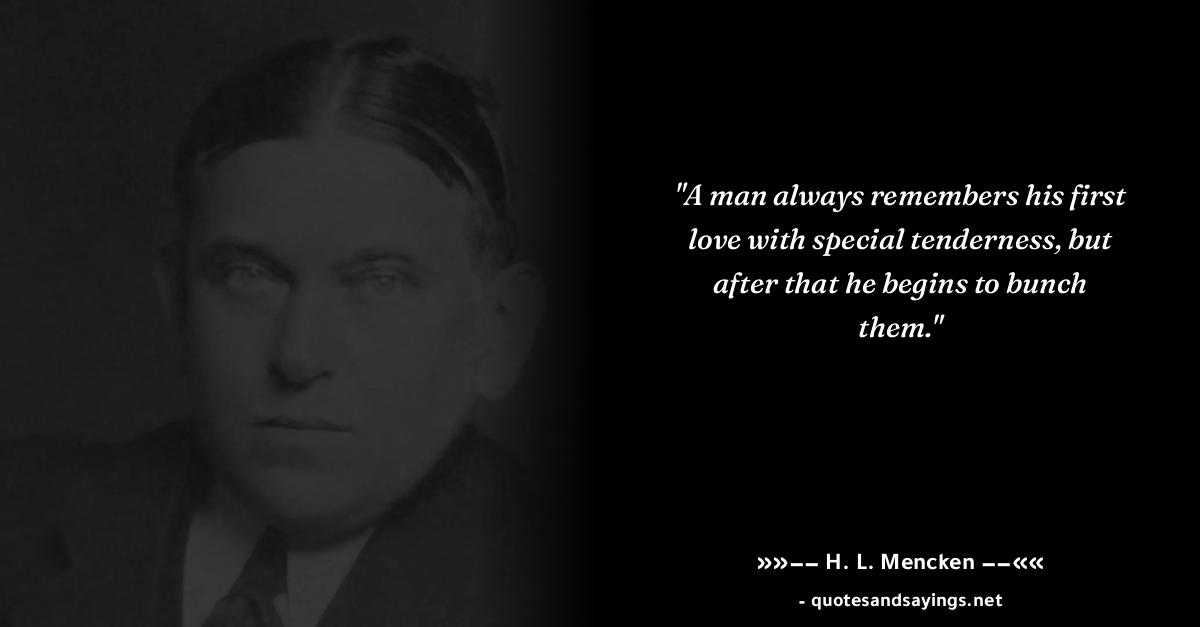 "A man always remembers his first
love with special tenderness, but
after that he begins to bunch
them."
»»−− H. L. Mencken −−««
- quotesandsayings.net